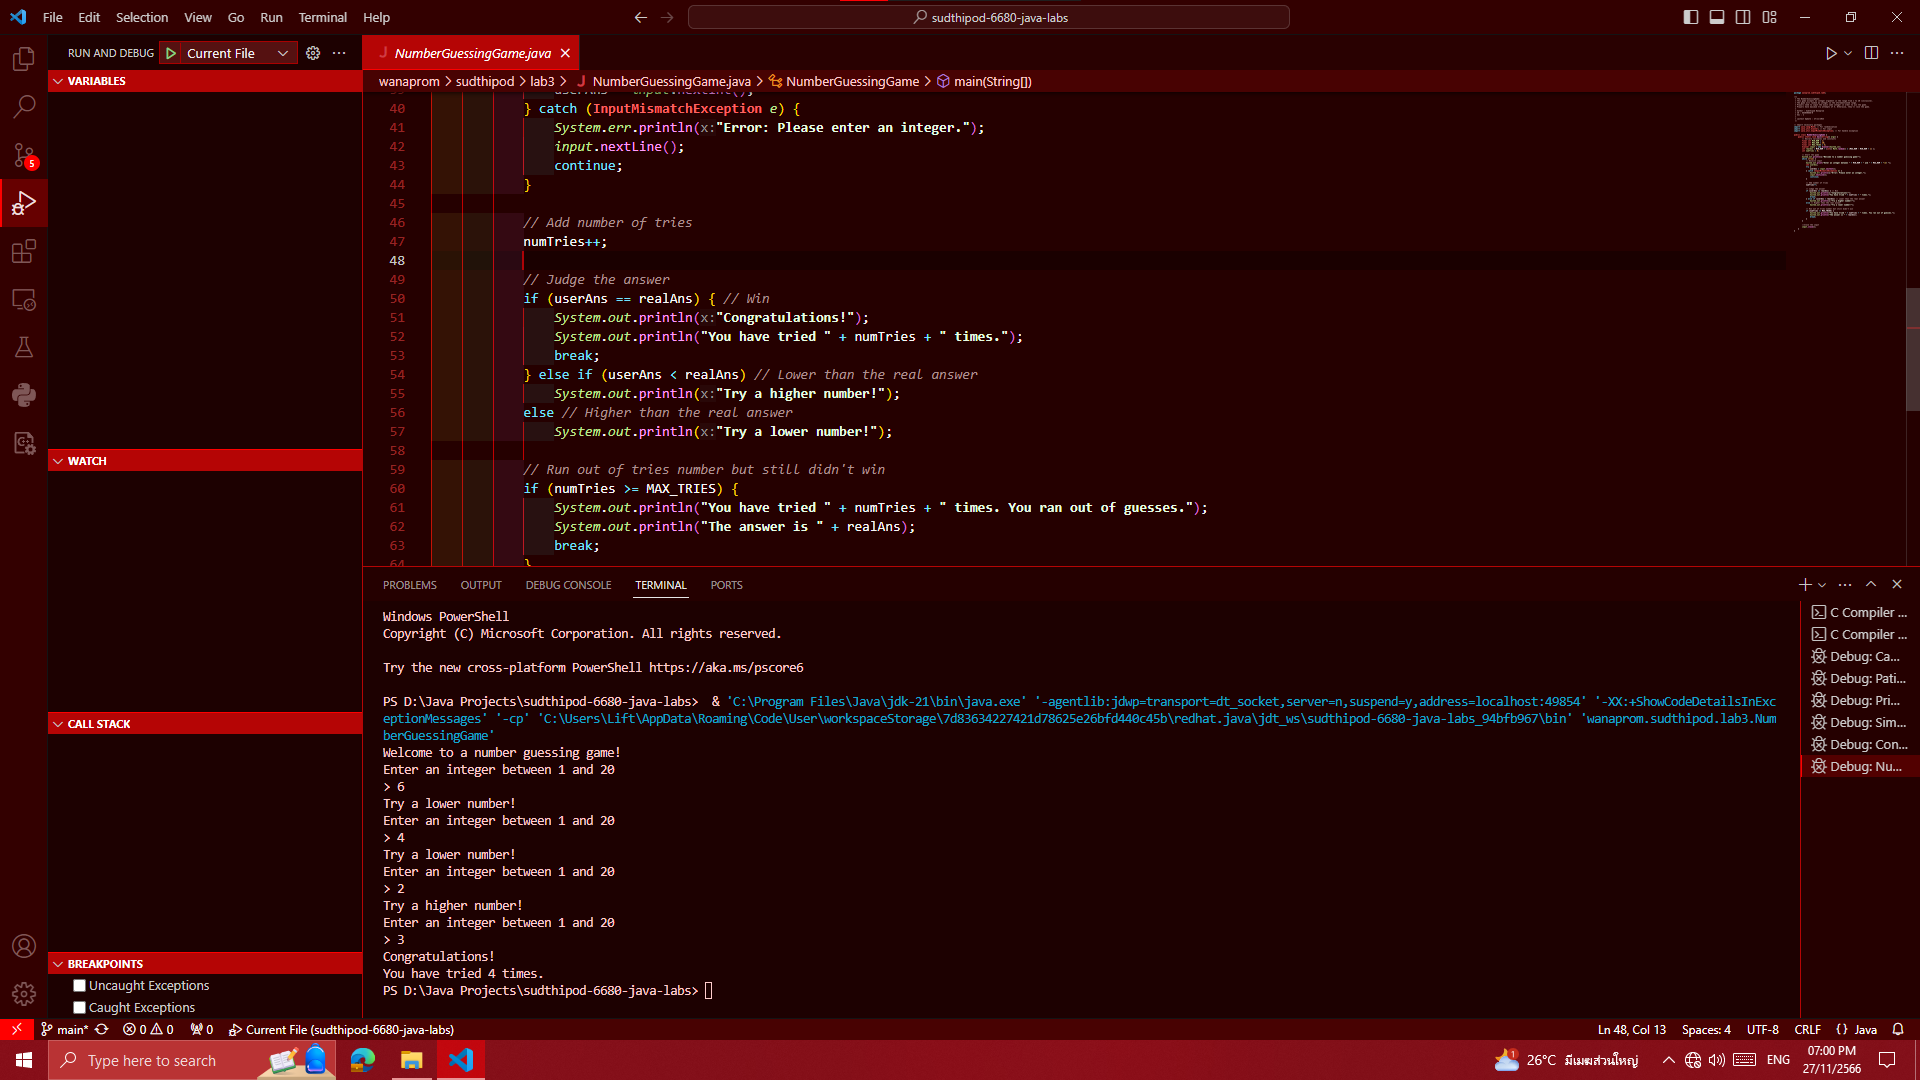 File Edit Selection View Go Run Terminal Help
sudthipod-6680-java-labs
RUN AND DEBUG Current File
NumberGuessingGame.java
wanaprom > sudthipod > lab3 > NumberGuessingGame.java > NumberGuessingGame > main(String[])
VARIABLES
40 } catch (InputMismatchException e) {
41 System.err.println(x:"Error: Please enter an integer.");
42 input.nextLine();
43 continue;
44 }
45
46 // Add number of tries
47 numTries++;
48
49 // Judge the answer
50 if (userAns == realAns) { // Win
51 System.out.println(x:"Congratulations!");
52 System.out.println("You have tried " + numTries + " times.");
53 break;
54 } else if (userAns < realAns) // Lower than the real answer
55 System.out.println(x:"Try a higher number!");
56 else // Higher than the real answer
57 System.out.println(x:"Try a lower number!");
58
59 // Run out of tries number but still didn't win
60 if (numTries >= MAX_TRIES) {
61 System.out.println("You have tried " + numTries + " times. You ran out of guesses.");
62 System.out.println("The answer is " + realAns);
63 break;
64 }
WATCH
CALL STACK
BREAKPOINTS
Uncaught Exceptions
Caught Exceptions
5
PROBLEMS OUTPUT DEBUG CONSOLE TERMINAL PORTS
Windows PowerShell
Copyright (C) Microsoft Corporation. All rights reserved.
Try the new cross-platform PowerShell https://aka.ms/pscore6
PS D:\Java Projects\sudthipod-6680-java-labs> & 'C:\Program Files\Java\jdk-21\bin\java.exe' '-agentlib:jdwp=transport=dt_socket,server=n,suspend=y,address=localhost:49854' '-XX:+ShowCodeDetailsInExc
eptionMessages' '-cp' 'C:\Users\Lift\AppData\Roaming\Code\User\workspaceStorage\7d83634227421d78625e26bfd440c45b\redhat.java\jdt_ws\sudthipod-6680-java-labs_94bfb967\bin' 'wanaprom.sudthipod.lab3.Num
berGuessingGame'
Welcome to a number guessing game!
Enter an integer between 1 and 20
> 6
Try a lower number!
Enter an integer between 1 and 20
> 4
Try a lower number!
Enter an integer between 1 and 20
> 2
Try a higher number!
Enter an integer between 1 and 20
> 3
Congratulations!
You have tried 4 times.
PS D:\Java Projects\sudthipod-6680-java-labs>
C Compiler ...
C Compiler ...
Debug: Ca...
Debug: Pati...
Debug: Pri...
Debug: Sim...
Debug: Con...
Debug: Nu...
main* 0 0 0 Current File (sudthipod-6680-java-labs)
Ln 48, Col 13 Spaces: 4 UTF-8 CRLF {} Java
Type here to search
1 26°C มีเมฆส่วนใหญ่ ENG 07:00 PM
27/11/2566